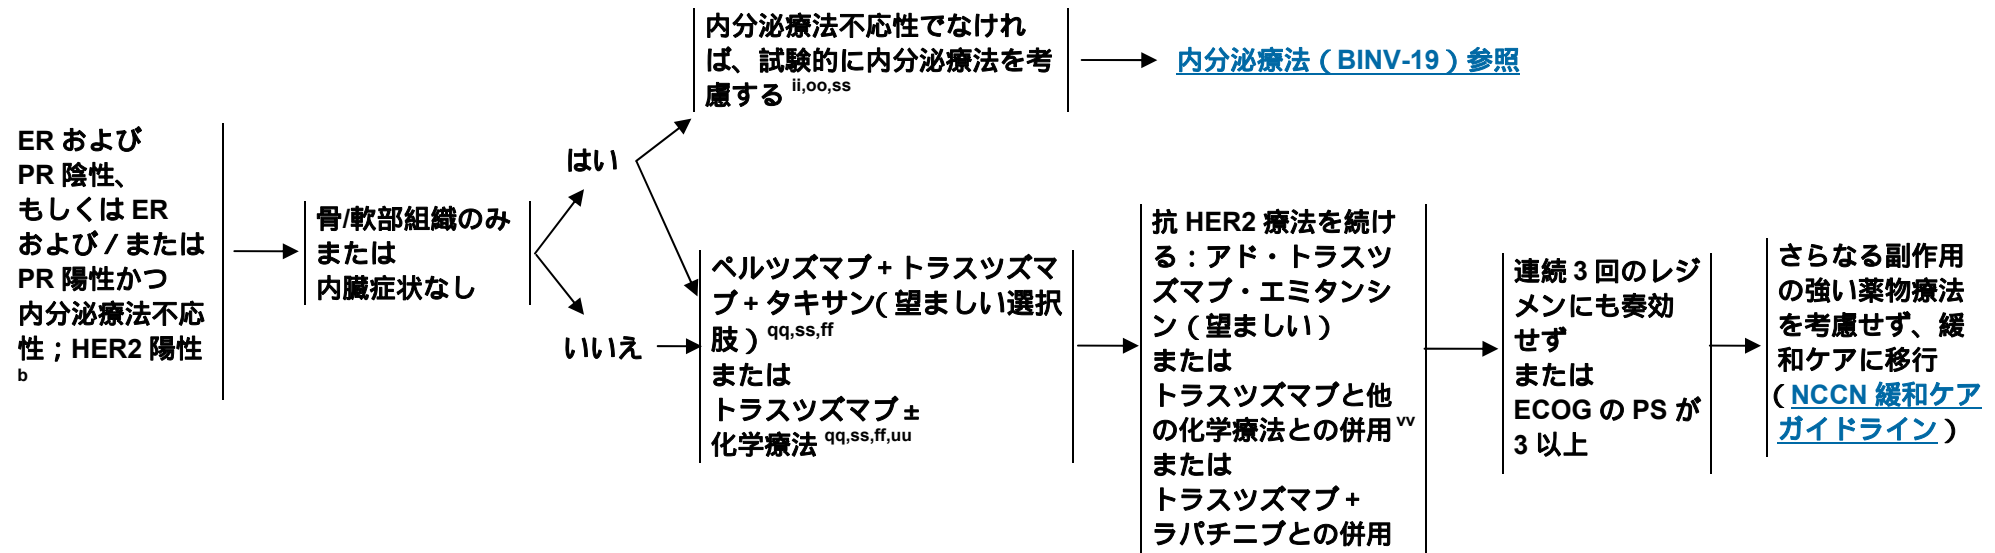 ER および
PR 陰性、
もしくは ER
および / または
PR 陽性かつ
内分泌療法不応
性；HER2 陽性
b
骨/軟部組織のみ
または
内臓症状なし
はい
いいえ
内分泌療法不応性でなけれ
ば、試験的に内分泌療法を考
慮する ii,oo,ss
内分泌療法（BINV-19）参照
ペルツズマブ + トラスツズマ
ブ + タキサン（望ましい選択
肢）qq,ss,ff
または
トラスツズマブ ±
化学療法 qq,ss,ff,uu
抗 HER2 療法を続け
る：アド・トラスツ
ズマブ・エミタンシ
ン（望ましい）
または
トラスツズマブと他
の化学療法との併用 vv
または
トラスツズマブ +
ラパチニブとの併用
連続 3 回のレジ
メンにも奏効
せず
または
ECOG の PS が
3 以上
さらなる副作用
の強い薬物療法
を考慮せず、緩
和ケアに移行
（NCCN 緩和ケア
ガイドライン）